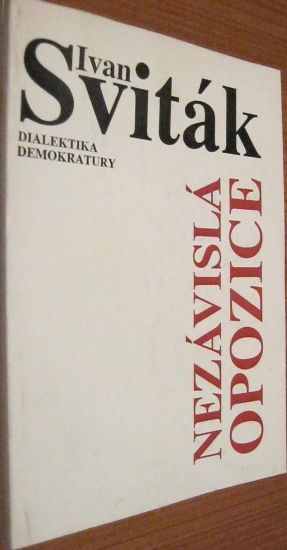 Ivan
Sviták
DIALEKTIKA
DEMOKRATURY
NEZÁVISLÁ
OPOZICE